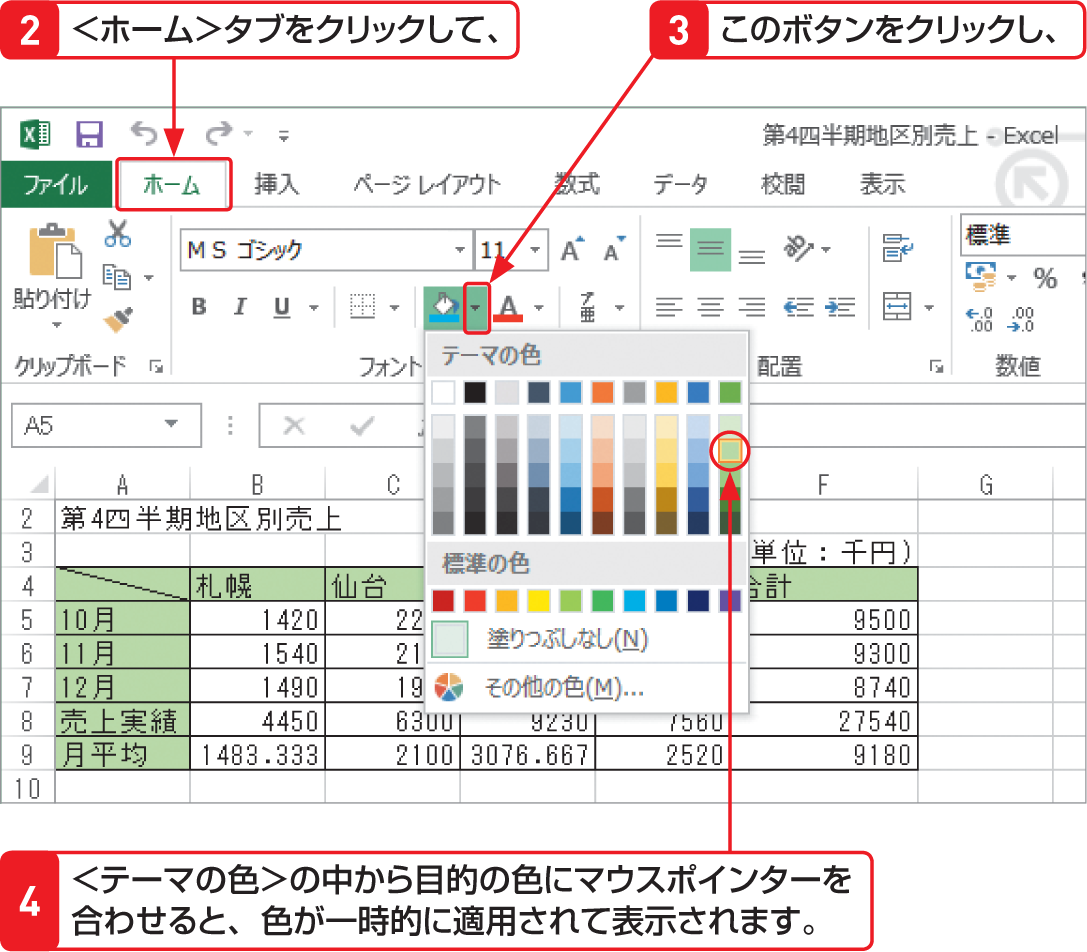 2 <ホーム>タブをクリックして、
3 このボタンをクリックし、
第4四半期地区別売上 - Excel
ファイル ホーム 挿入 ページ レイアウト 数式 データ 校閲 表示
ＭＳ ゴシック 11 A A 標準
貼り付け B I U A ア亜 %
←.0 .00 .00 →.0
クリップボード フォント 配置 数値
テーマの色
A5
A B C F G
2 第4四半期地区別売上
3 単位：千円)
標準の色
4 札幌 仙台 合計
5 10月 1420 22 9500
塗りつぶしなし(N)
6 11月 1540 21 9300
その他の色(M)...
7 12月 1490 19 8740
8 売上実績 4450 6300 9230 7560 27540
9 月平均 1483.333 2100 3076.667 2520 9180
10
4 <テーマの色>の中から目的の色にマウスポインターを
合わせると、色が一時的に適用されて表示されます。